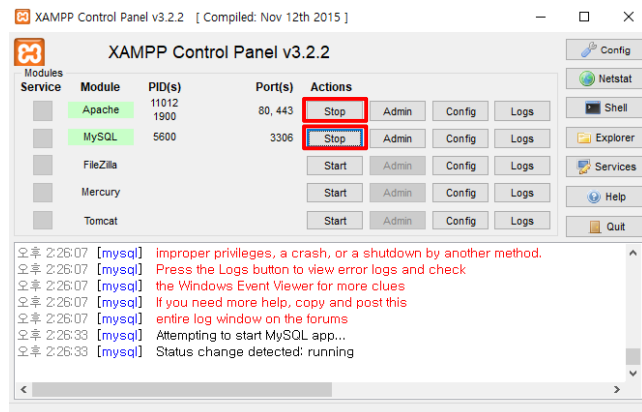 XAMPP Control Panel v3.2.2 [ Compiled: Nov 12th 2015 ]
XAMPP Control Panel v3.2.2
Config
Modules
Service Module PID(s) Port(s) Actions
Netstat
Apache 11012 1900 80, 443 Stop Admin Config Logs
Shell
MySQL 5600 3306 Stop Admin Config Logs
Explorer
FileZilla Start Admin Config Logs
Services
Mercury Start Admin Config Logs
Help
Tomcat Start Admin Config Logs
Quit
오후 2:26:07 [mysql] improper privileges, a crash, or a shutdown by another method.
오후 2:26:07 [mysql] Press the Logs button to view error logs and check
오후 2:26:07 [mysql] the Windows Event Viewer for more clues
오후 2:26:07 [mysql] If you need more help, copy and post this
오후 2:26:07 [mysql] entire log window on the forums
오후 2:26:33 [mysql] Attempting to start MySQL app...
오후 2:26:33 [mysql] Status change detected: running